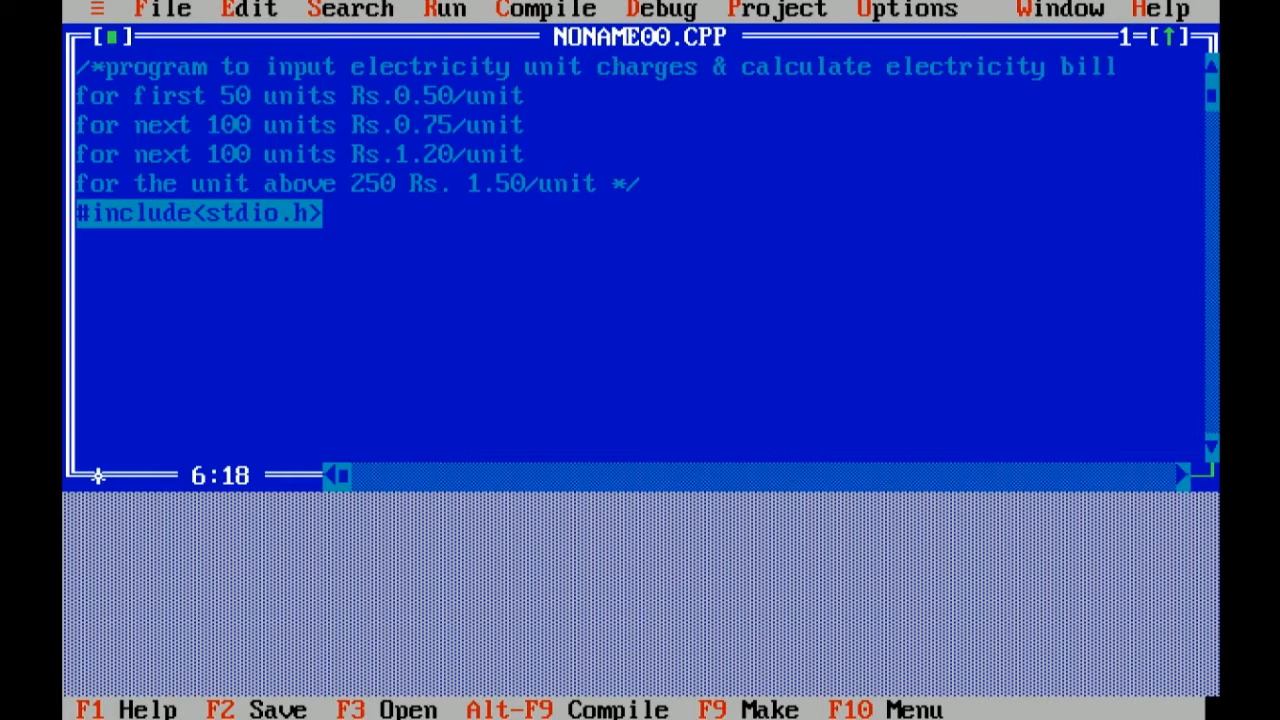 ≡ File Edit Search Run Compile Debug Project Options Window Help
[■] NONAME00.CPP 1=[↑]
/*program to input electricity unit charges & calculate electricity bill
for first 50 units Rs.0.50/unit
for next 100 units Rs.0.75/unit
for next 100 units Rs.1.20/unit
for the unit above 250 Rs. 1.50/unit */
#include<stdio.h>
6:18
F1 Help F2 Save F3 Open Alt-F9 Compile F9 Make F10 Menu